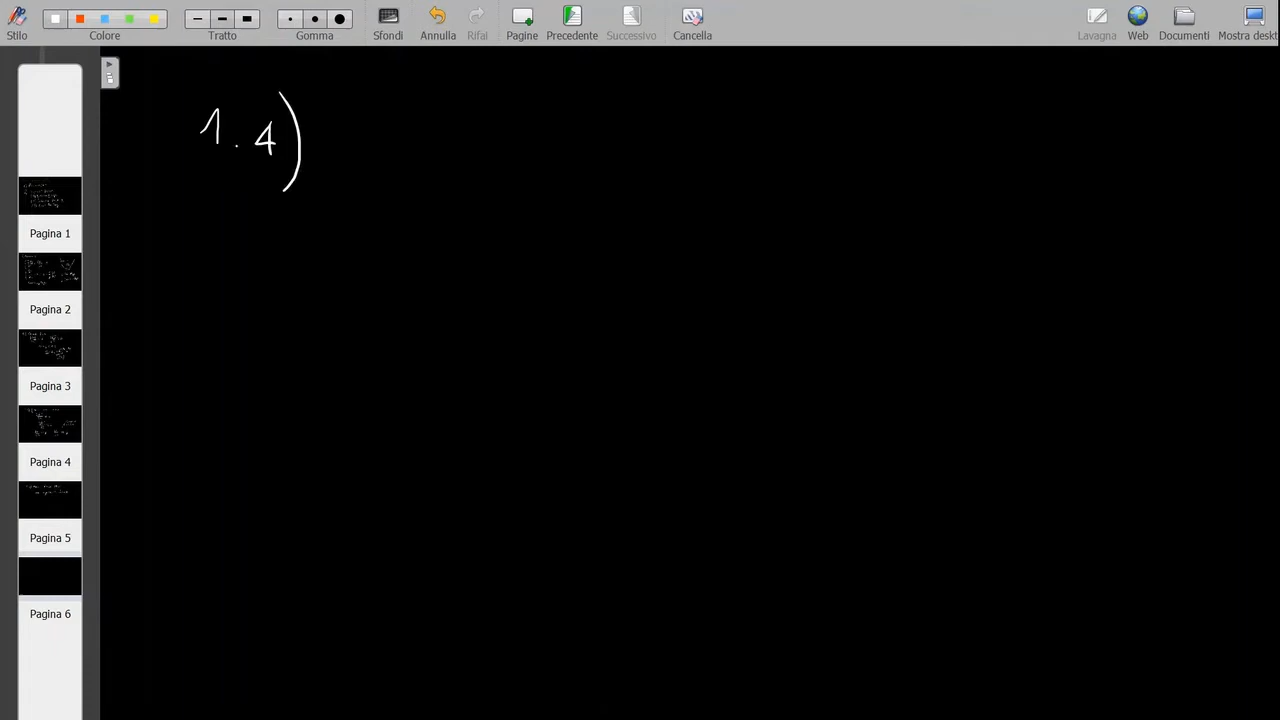 Stilo Colore Tratto Gomma Sfondi Annulla Rifai Pagine Precedente Successivo Cancella Lavagna Web Documenti Mostra deskt
1.4)
Pagina 1
Pagina 2
Pagina 3
Pagina 4
Pagina 5
Pagina 6